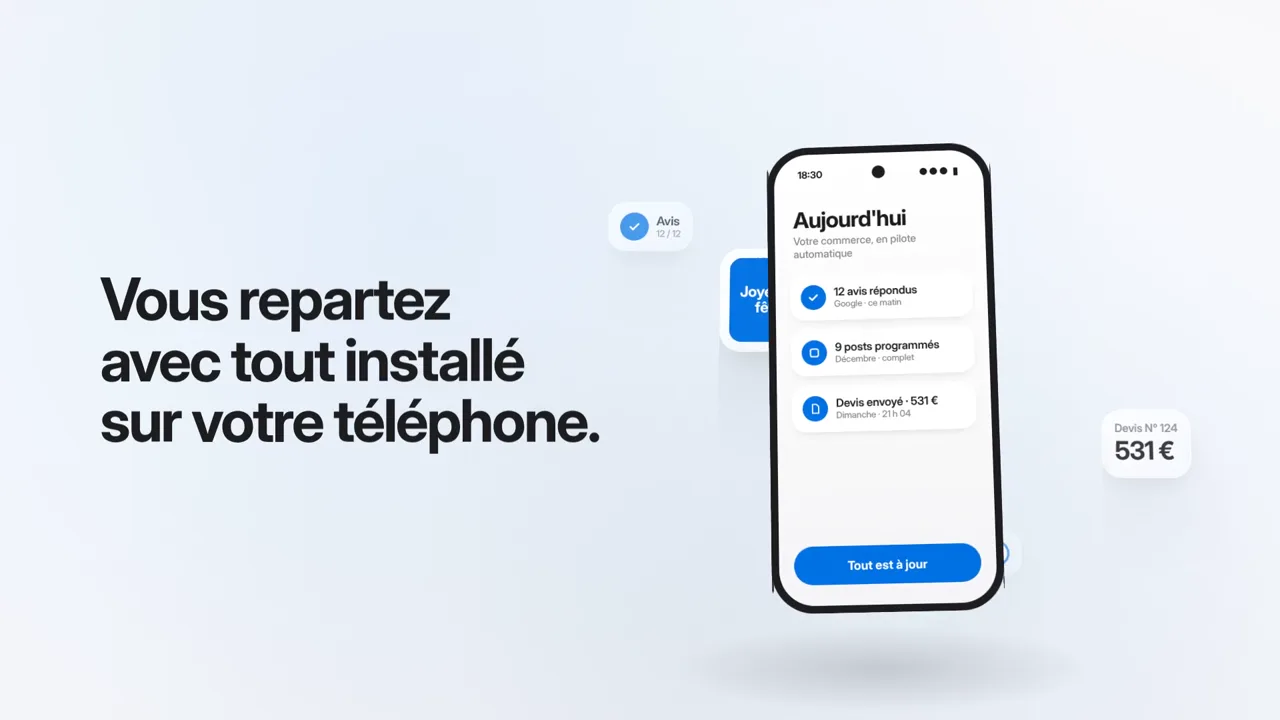 Vous repartez
avec tout installé
sur votre téléphone.
Avis
12 / 12
18:30
Aujourd'hui
Votre commerce, en pilote
automatique
12 avis répondus
Google · ce matin
9 posts programmés
Décembre · complet
Devis envoyé · 531 €
Dimanche · 21 h 04
Tout est à jour
Devis N° 124
531 €